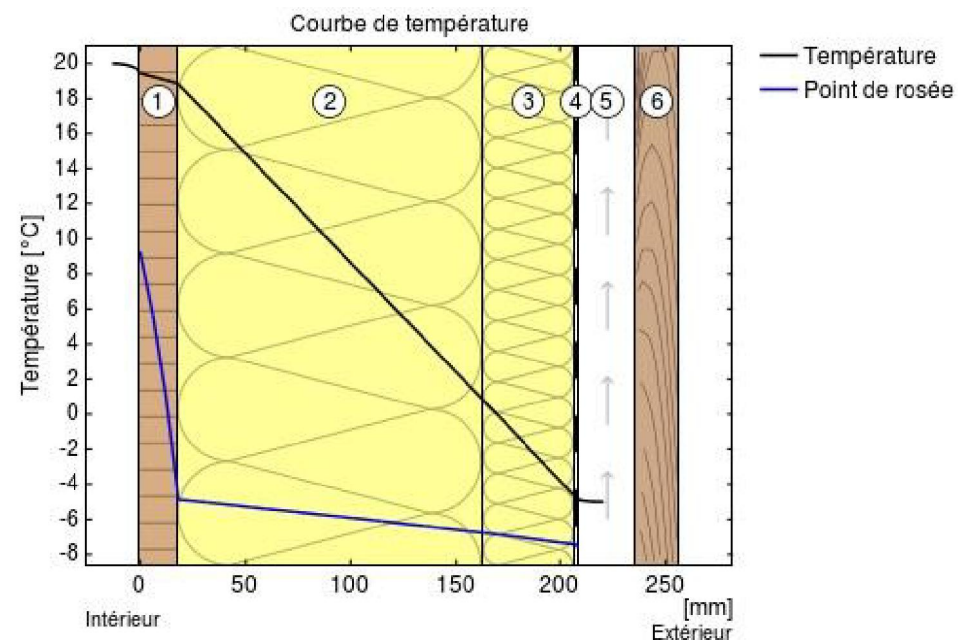 Courbe de température
Température
Point de rosée
1 2 3 4 5 6
Température [°C]
20
18
16
14
12
10
8
6
4
2
0
-2
-4
-6
-8
0 50 100 150 200 250
[mm]
Intérieur
Extérieur